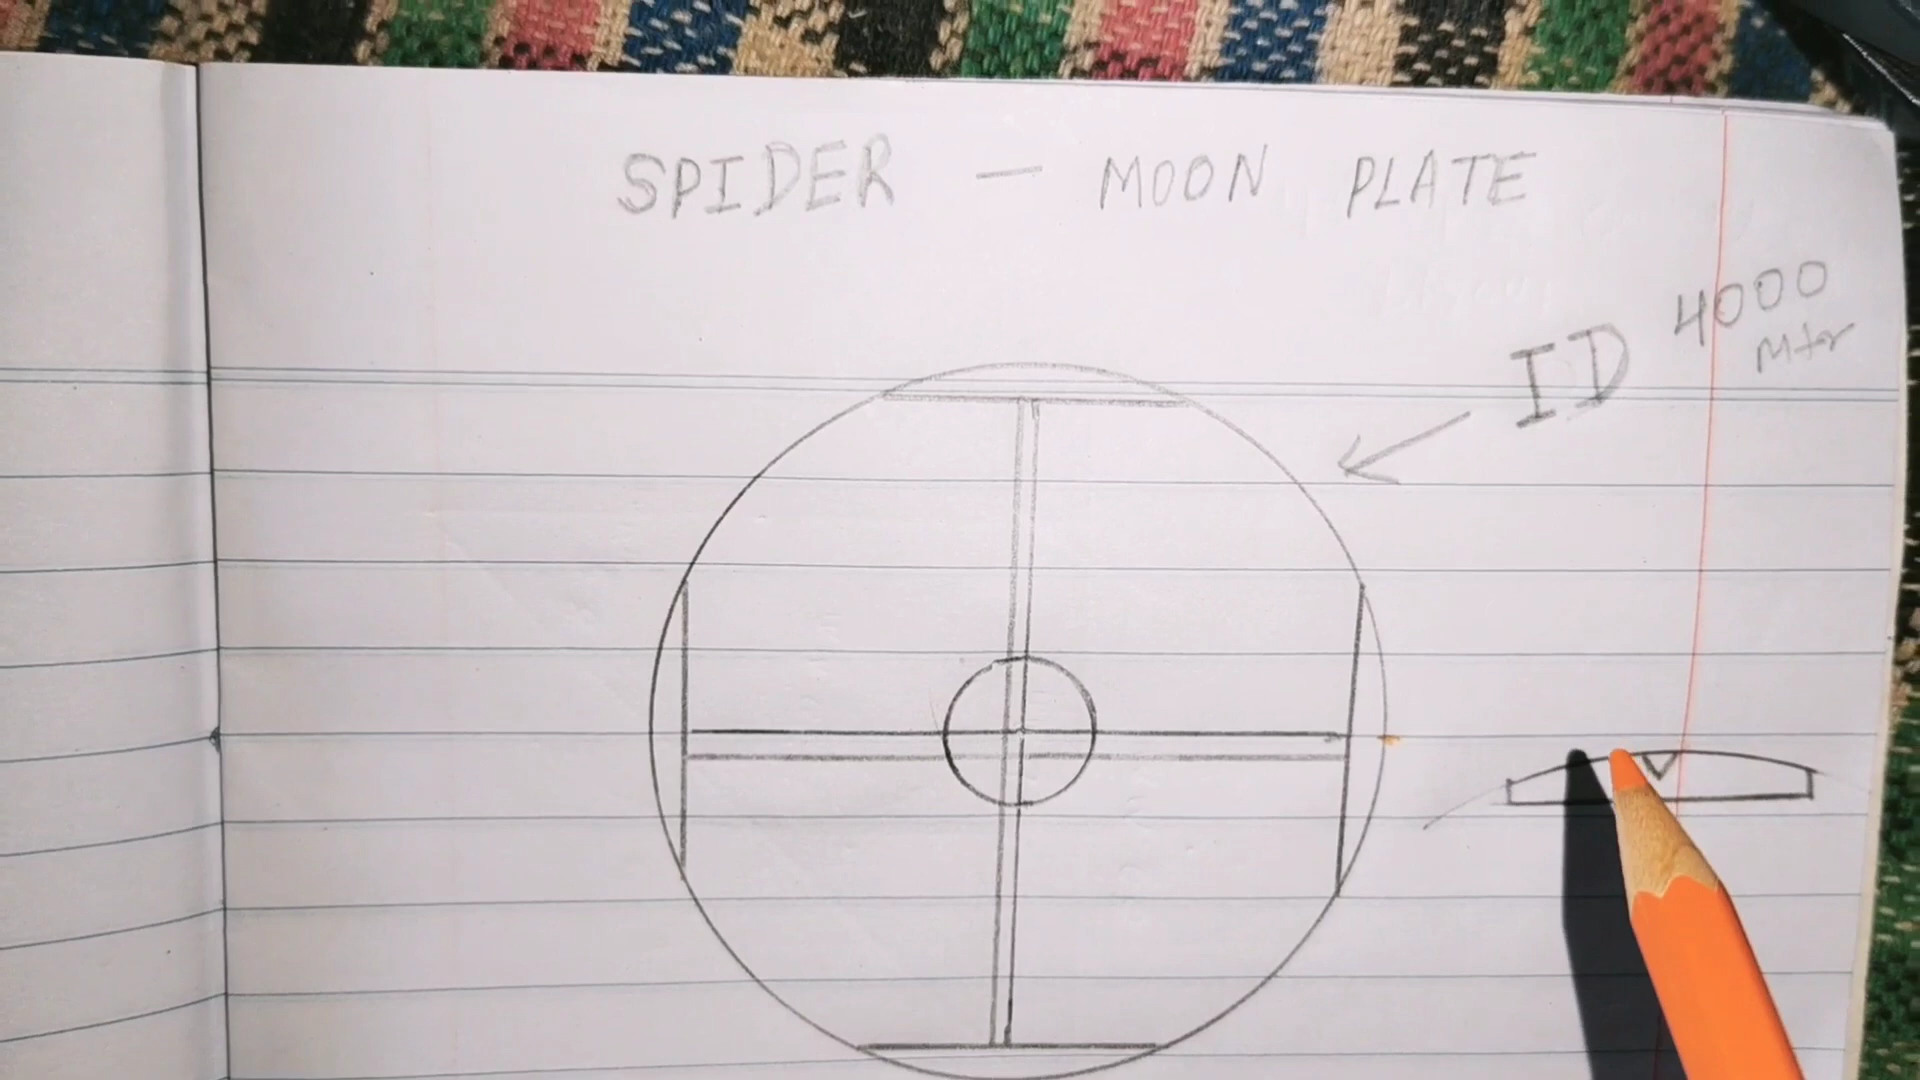 SPIDER — MOON PLATE
ID 4000
Mtr